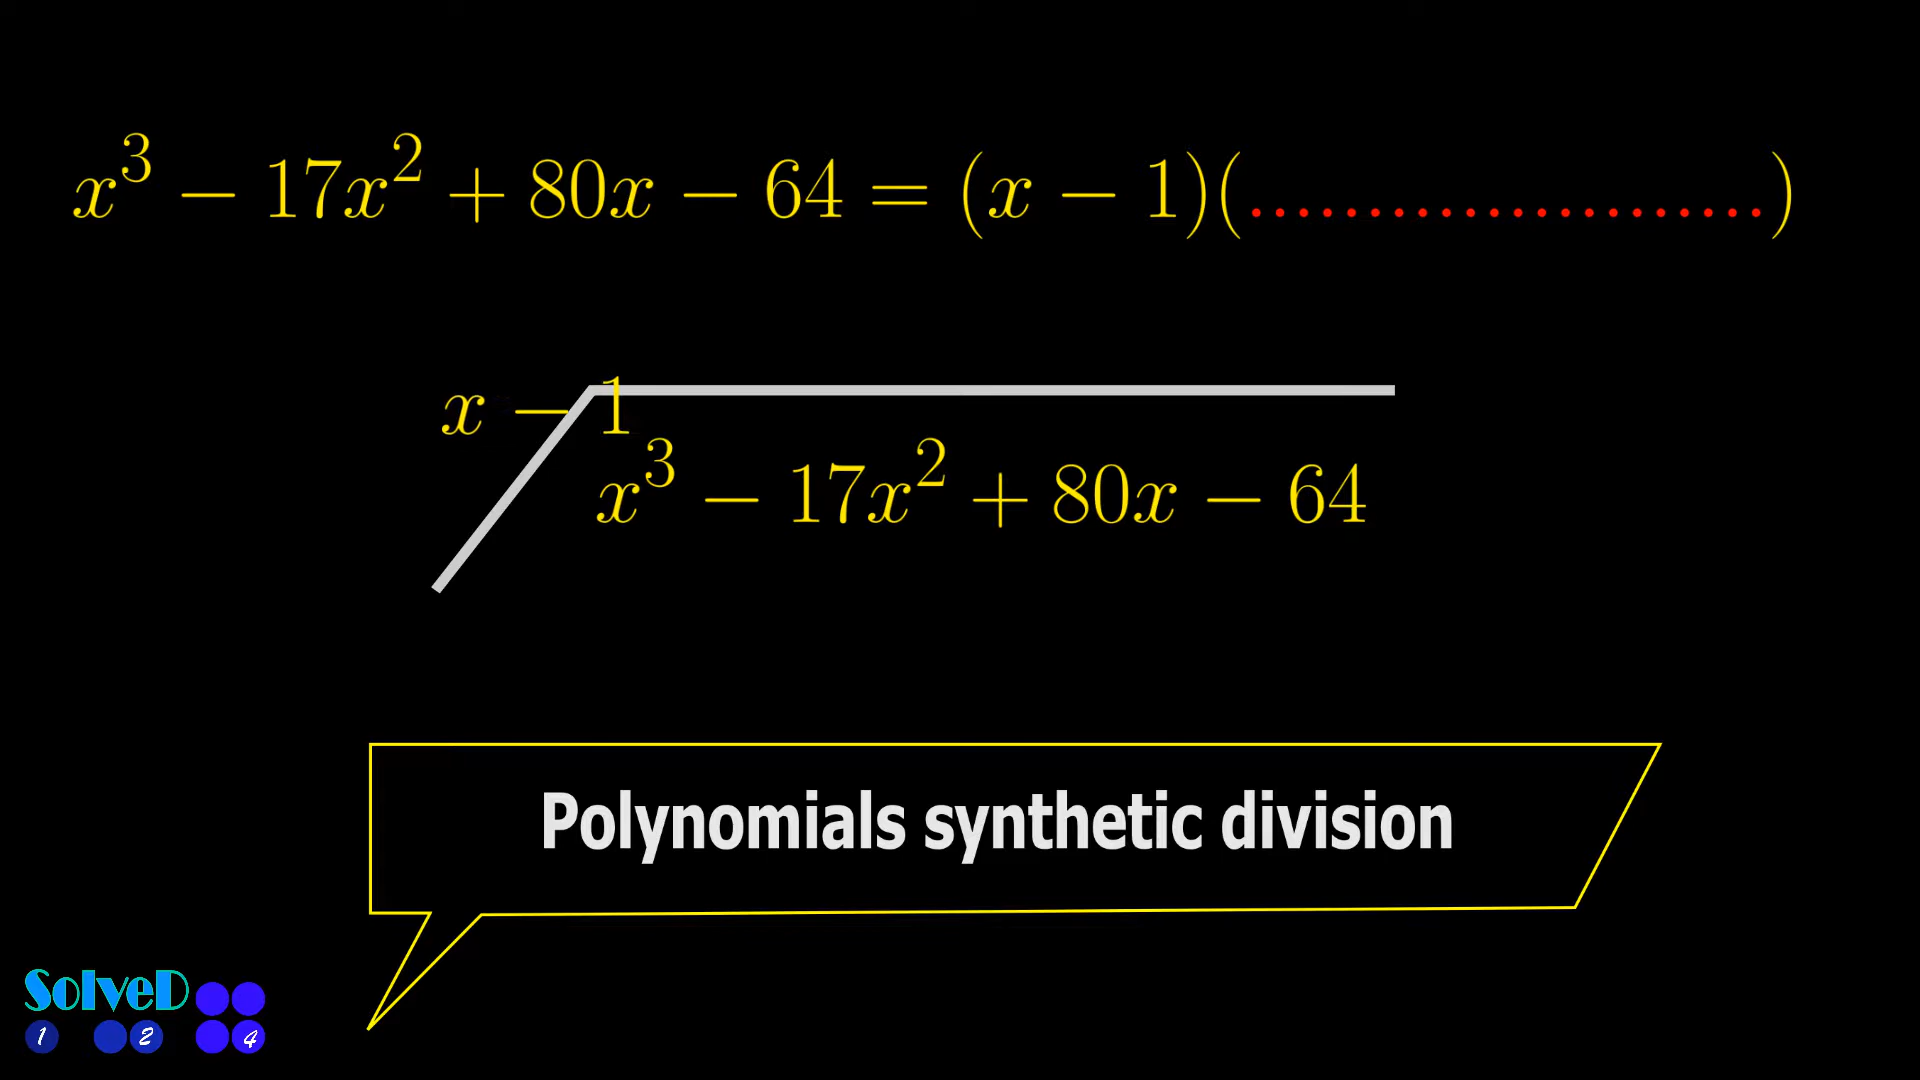 x³ − 17x² + 80x − 64 = (x − 1)(......................)
x − 1
x³ − 17x² + 80x − 64
Polynomials synthetic division
SolveD
1 2 4